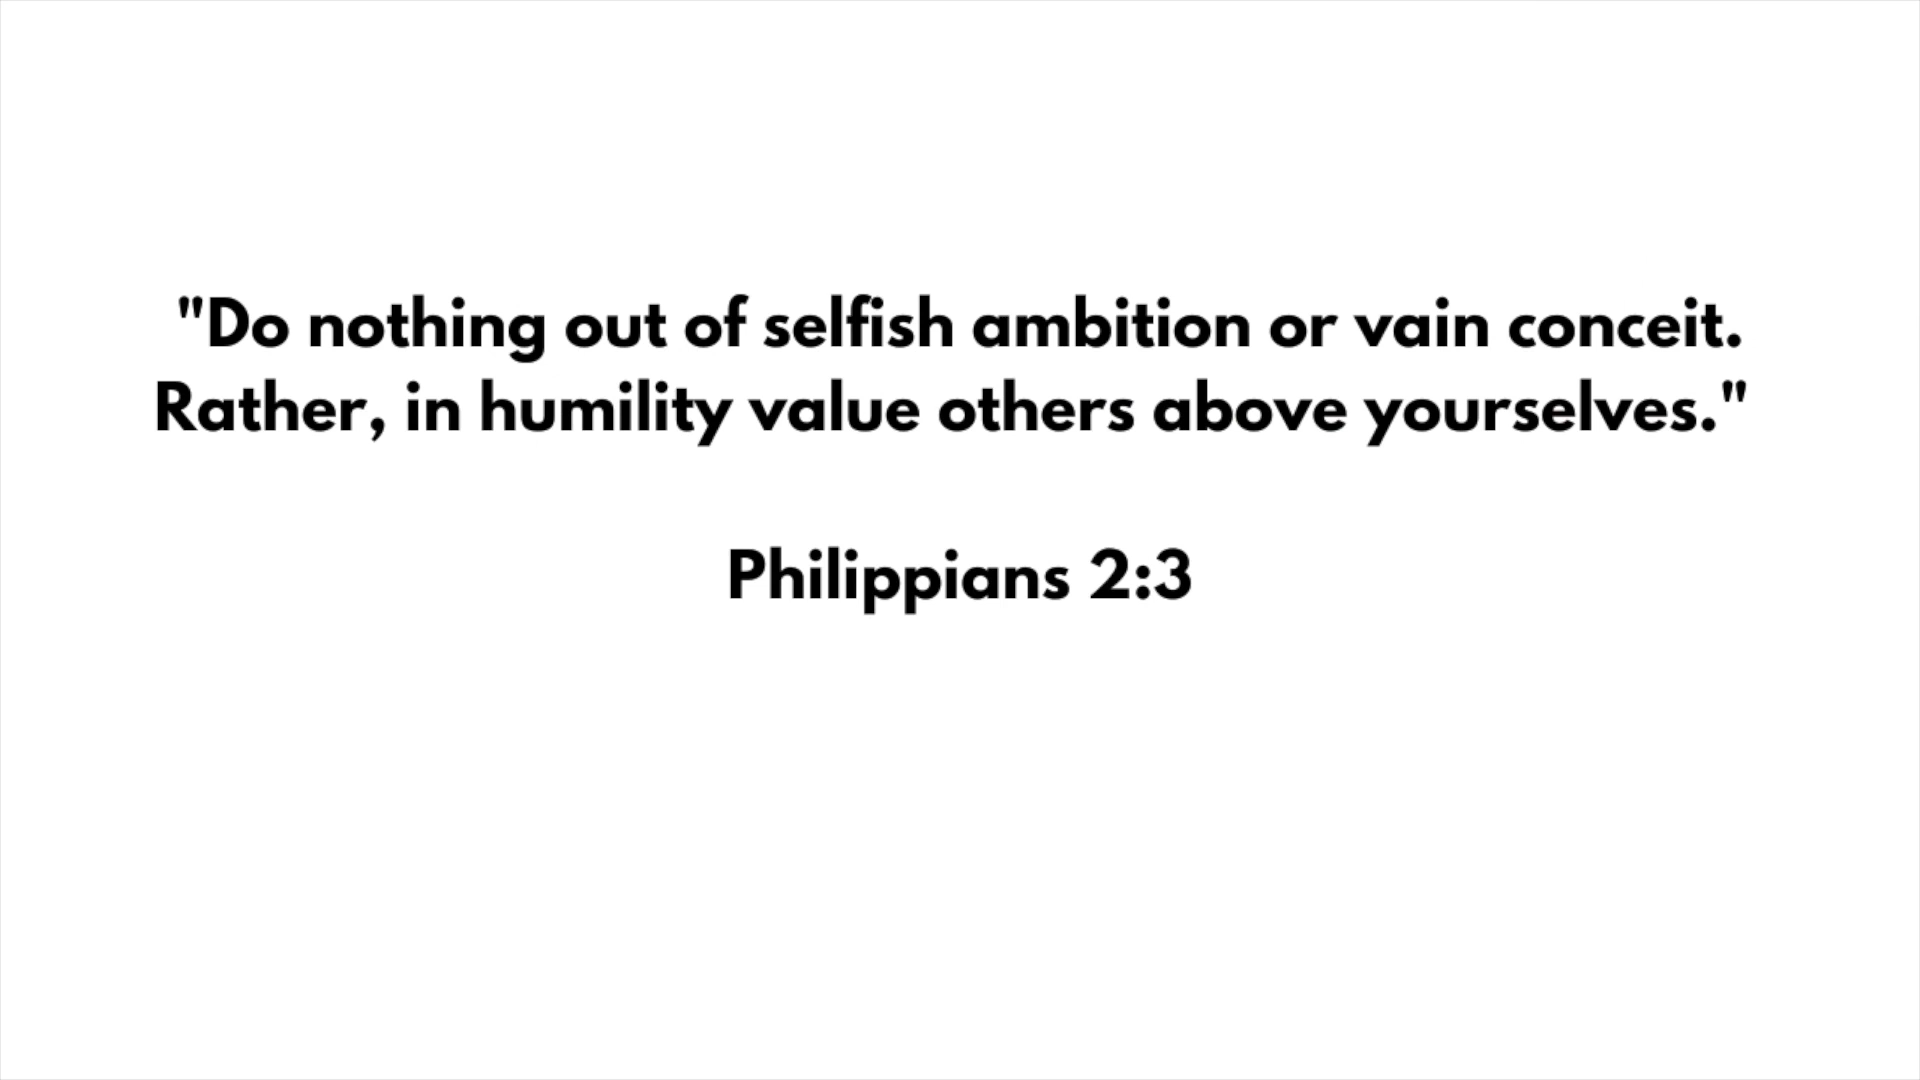 "Do nothing out of selfish ambition or vain conceit.
Rather, in humility value others above yourselves."
Philippians 2:3